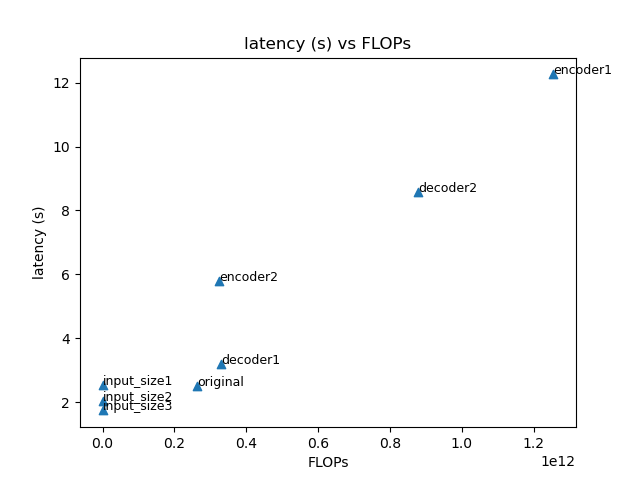 latency (s) vs FLOPs
encoder1
12
10
decoder2
8
latency (s)
encoder2
6
4
decoder1
original
input_size1
input_size2
input_size3
2
0.0 0.2 0.4 0.6 0.8 1.0 1.2
FLOPs
1e12